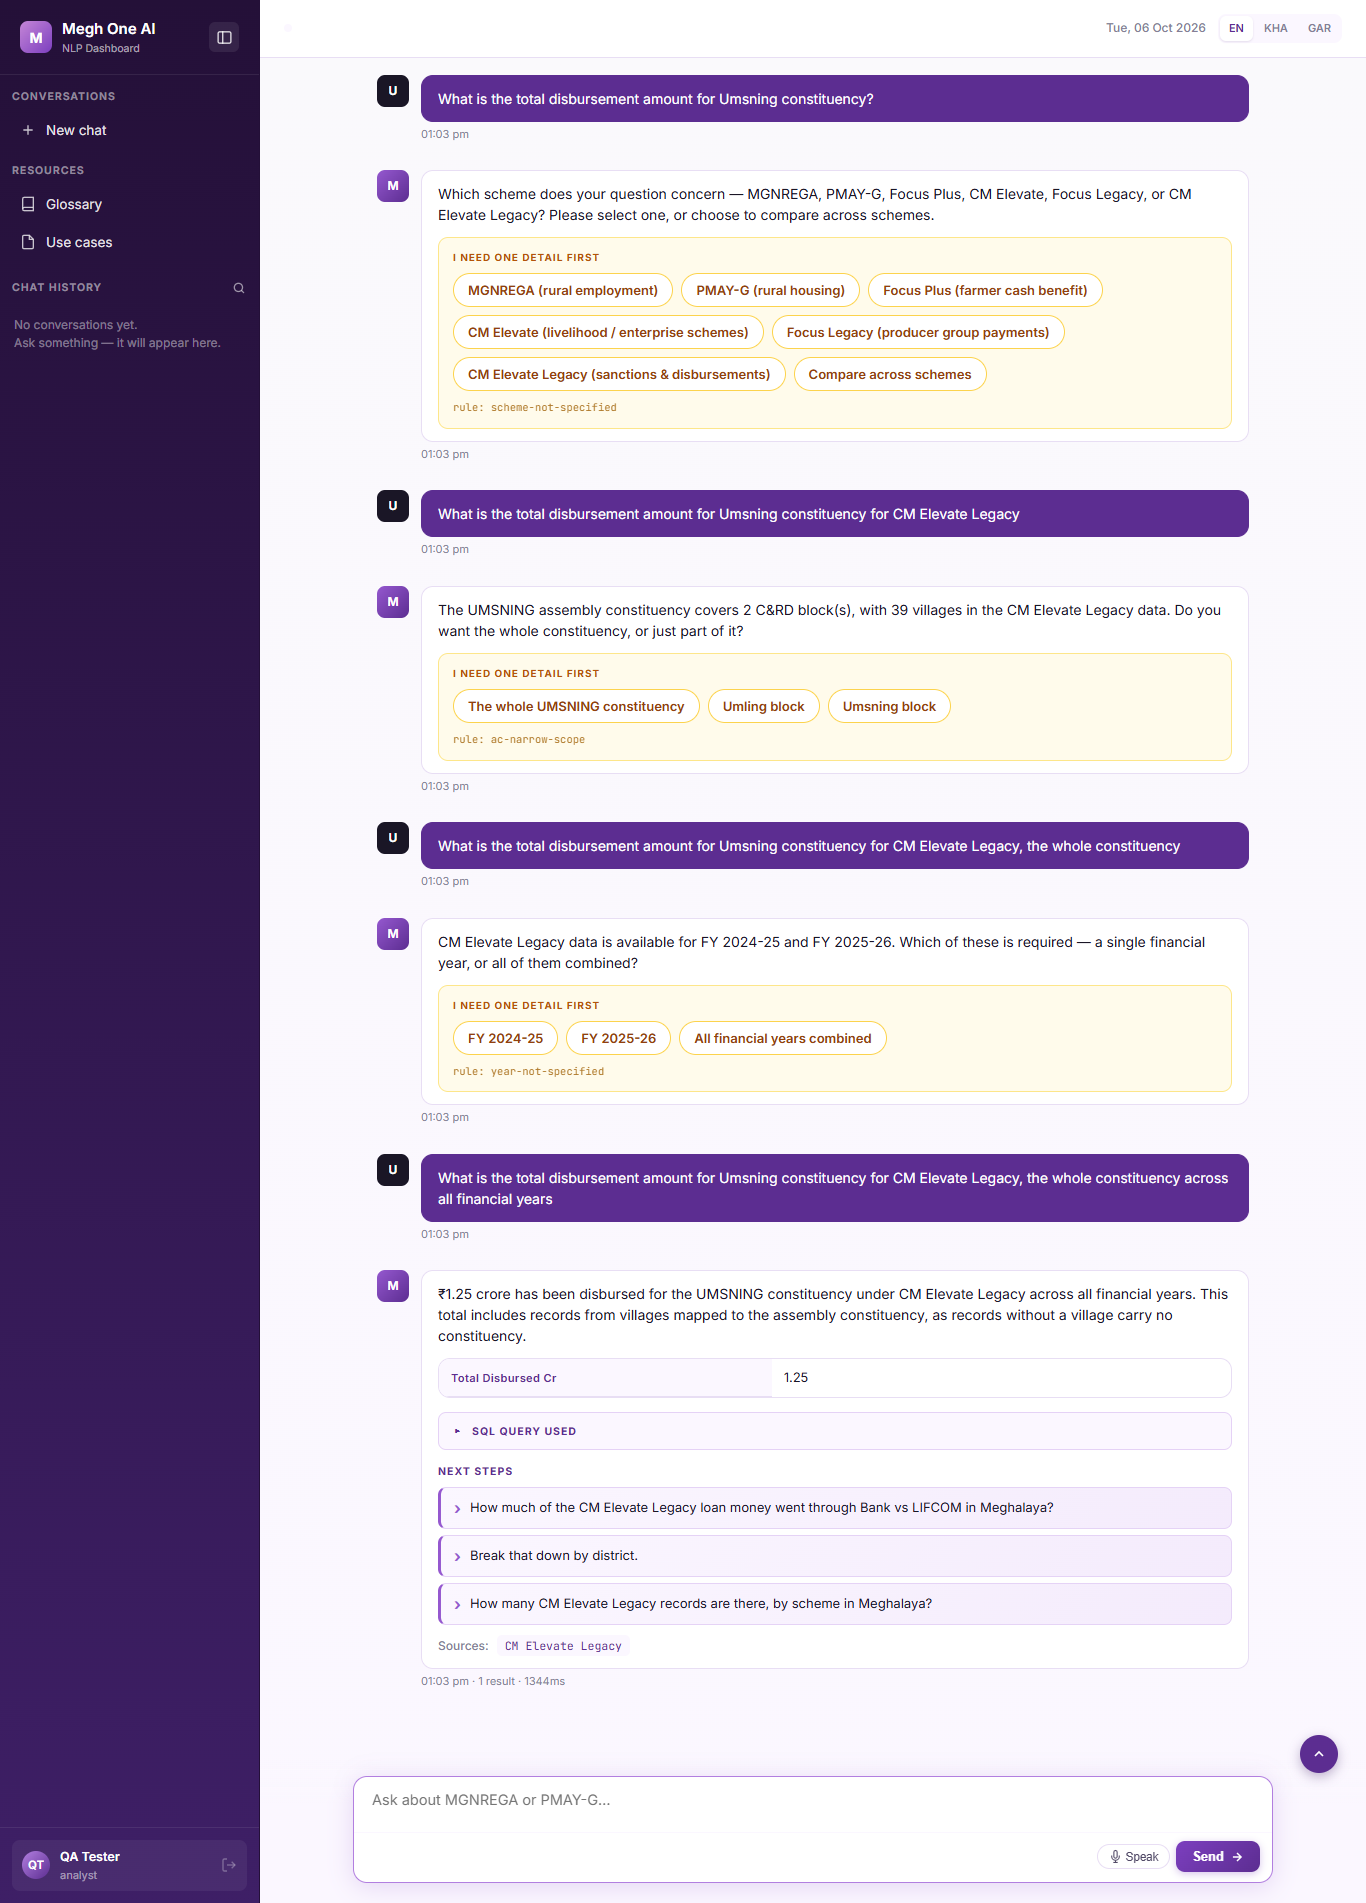 M
Megh One AI
NLP Dashboard
CONVERSATIONS
New chat
RESOURCES
Glossary
Use cases
CHAT HISTORY
No conversations yet.
Ask something — it will appear here.
QT
QA Tester
analyst
Tue, 06 Oct 2026
EN
KHA
GAR
U
What is the total disbursement amount for Umsning constituency?
01:03 pm
M
Which scheme does your question concern — MGNREGA, PMAY-G, Focus Plus, CM Elevate, Focus Legacy, or CM
Elevate Legacy? Please select one, or choose to compare across schemes.
I NEED ONE DETAIL FIRST
MGNREGA (rural employment)
PMAY-G (rural housing)
Focus Plus (farmer cash benefit)
CM Elevate (livelihood / enterprise schemes)
Focus Legacy (producer group payments)
CM Elevate Legacy (sanctions & disbursements)
Compare across schemes
rule: scheme-not-specified
01:03 pm
U
What is the total disbursement amount for Umsning constituency for CM Elevate Legacy
01:03 pm
M
The UMSNING assembly constituency covers 2 C&RD block(s), with 39 villages in the CM Elevate Legacy data. Do you
want the whole constituency, or just part of it?
I NEED ONE DETAIL FIRST
The whole UMSNING constituency
Umling block
Umsning block
rule: ac-narrow-scope
01:03 pm
U
What is the total disbursement amount for Umsning constituency for CM Elevate Legacy, the whole constituency
01:03 pm
M
CM Elevate Legacy data is available for FY 2024-25 and FY 2025-26. Which of these is required — a single financial
year, or all of them combined?
I NEED ONE DETAIL FIRST
FY 2024-25
FY 2025-26
All financial years combined
rule: year-not-specified
01:03 pm
U
What is the total disbursement amount for Umsning constituency for CM Elevate Legacy, the whole constituency across
all financial years
01:03 pm
M
₹1.25 crore has been disbursed for the UMSNING constituency under CM Elevate Legacy across all financial years. This
total includes records from villages mapped to the assembly constituency, as records without a village carry no
constituency.
Total Disbursed Cr
1.25
SQL QUERY USED
NEXT STEPS
How much of the CM Elevate Legacy loan money went through Bank vs LIFCOM in Meghalaya?
Break that down by district.
How many CM Elevate Legacy records are there, by scheme in Meghalaya?
Sources: CM Elevate Legacy
01:03 pm · 1 result · 1344ms
Ask about MGNREGA or PMAY-G...
Speak
Send